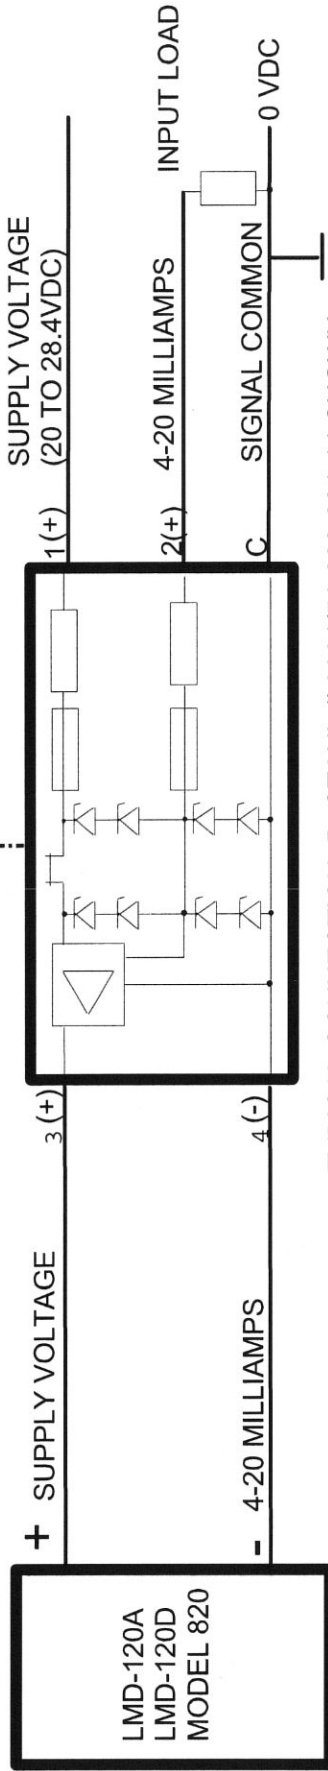 LMD-120A
LMD-120D
MODEL 820
+ SUPPLY VOLTAGE
- 4-20 MILLIAMPS
3 (+)
4 (-)
1(+)
2(+)
C
SUPPLY VOLTAGE
(20 TO 28.4VDC)
4-20 MILLIAMPS
INPUT LOAD
SIGNAL COMMON
0 VDC